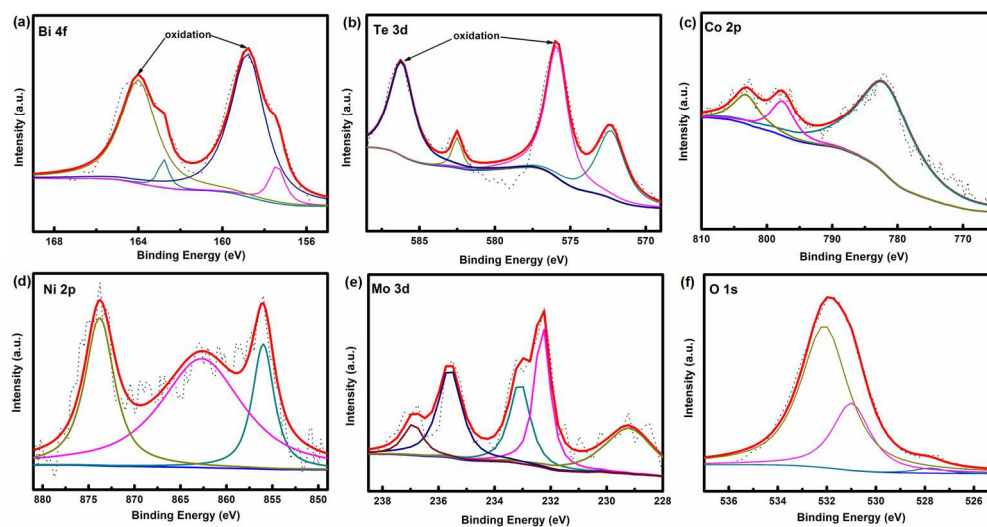 (a)
Bi 4f
oxidation
Intensity (a.u.)
168 164 160 156
Binding Energy (eV)
(b)
Te 3d
oxidation
Intensity (a.u.)
585 580 575 570
Binding Energy (eV)
(c)
Co 2p
Intensity (a.u.)
810 800 790 780 770
Binding Energy (eV)
(d)
Ni 2p
Intensity (a.u.)
880 875 870 865 860 855 850
Binding Energy (eV)
(e)
Mo 3d
Intensity (a.u.)
238 236 234 232 230 228
Binding Energy (eV)
(f)
O 1s
Intensity (a.u.)
536 534 532 530 528 526
Binding Energy (eV)